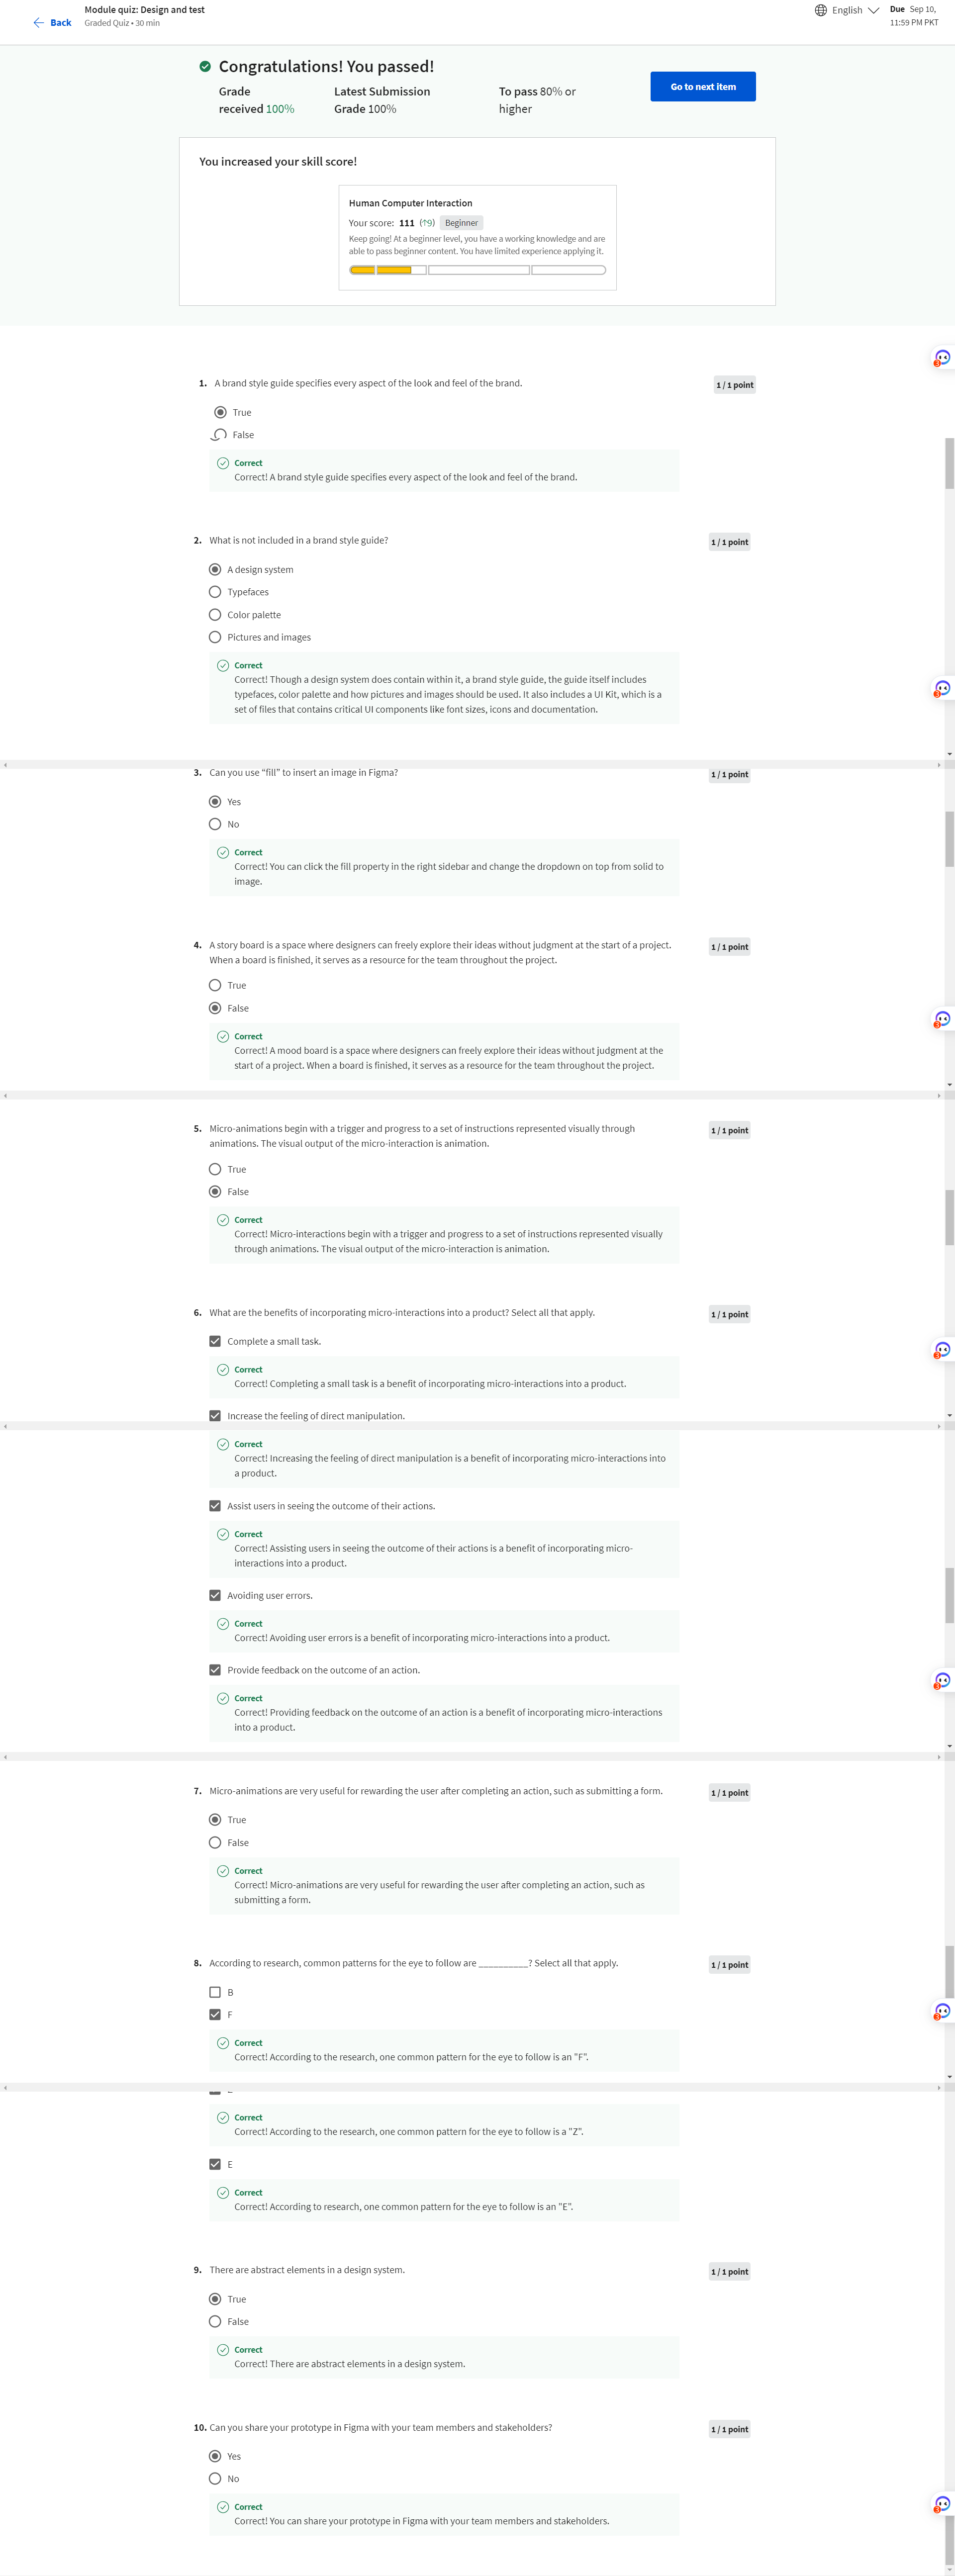 Back
Module quiz: Design and test
Graded Quiz • 30 min
English
Due Sep 10,
11:59 PM PKT
Congratulations! You passed!
Grade
received 100%
Latest Submission
Grade 100%
To pass 80% or
higher
Go to next item
You increased your skill score!
Human Computer Interaction
Your score: 111 (↑9) Beginner
Keep going! At a beginner level, you have a working knowledge and are
able to pass beginner content. You have limited experience applying it.
3
1. A brand style guide specifies every aspect of the look and feel of the brand.
1 / 1 point
True
False
Correct
Correct! A brand style guide specifies every aspect of the look and feel of the brand.
2. What is not included in a brand style guide?
1 / 1 point
A design system
Typefaces
Color palette
Pictures and images
Correct
Correct! Though a design system does contain within it, a brand style guide, the guide itself includes
typefaces, color palette and how pictures and images should be used. It also includes a UI Kit, which is a
set of files that contains critical UI components like font sizes, icons and documentation.
3
3. Can you use "fill" to insert an image in Figma?
1 / 1 point
Yes
No
Correct
Correct! You can click the fill property in the right sidebar and change the dropdown on top from solid to
image.
4. A story board is a space where designers can freely explore their ideas without judgment at the start of a project.
When a board is finished, it serves as a resource for the team throughout the project.
1 / 1 point
True
False
3
Correct
Correct! A mood board is a space where designers can freely explore their ideas without judgment at the
start of a project. When a board is finished, it serves as a resource for the team throughout the project.
5. Micro-animations begin with a trigger and progress to a set of instructions represented visually through
animations. The visual output of the micro-interaction is animation.
1 / 1 point
True
False
Correct
Correct! Micro-interactions begin with a trigger and progress to a set of instructions represented visually
through animations. The visual output of the micro-interaction is animation.
6. What are the benefits of incorporating micro-interactions into a product? Select all that apply.
1 / 1 point
Complete a small task.
3
Correct
Correct! Completing a small task is a benefit of incorporating micro-interactions into a product.
Increase the feeling of direct manipulation.
Correct
Correct! Increasing the feeling of direct manipulation is a benefit of incorporating micro-interactions into
a product.
Assist users in seeing the outcome of their actions.
Correct
Correct! Assisting users in seeing the outcome of their actions is a benefit of incorporating micro-
interactions into a product.
Avoiding user errors.
Correct
Correct! Avoiding user errors is a benefit of incorporating micro-interactions into a product.
Provide feedback on the outcome of an action.
3
Correct
Correct! Providing feedback on the outcome of an action is a benefit of incorporating micro-interactions
into a product.
7. Micro-animations are very useful for rewarding the user after completing an action, such as submitting a form.
1 / 1 point
True
False
Correct
Correct! Micro-animations are very useful for rewarding the user after completing an action, such as
submitting a form.
8. According to research, common patterns for the eye to follow are __________? Select all that apply.
1 / 1 point
B
F
3
Correct
Correct! According to the research, one common pattern for the eye to follow is an "F".
Correct
Correct! According to the research, one common pattern for the eye to follow is a "Z".
E
Correct
Correct! According to research, one common pattern for the eye to follow is an "E".
9. There are abstract elements in a design system.
1 / 1 point
True
False
Correct
Correct! There are abstract elements in a design system.
10. Can you share your prototype in Figma with your team members and stakeholders?
1 / 1 point
Yes
No
3
Correct
Correct! You can share your prototype in Figma with your team members and stakeholders.